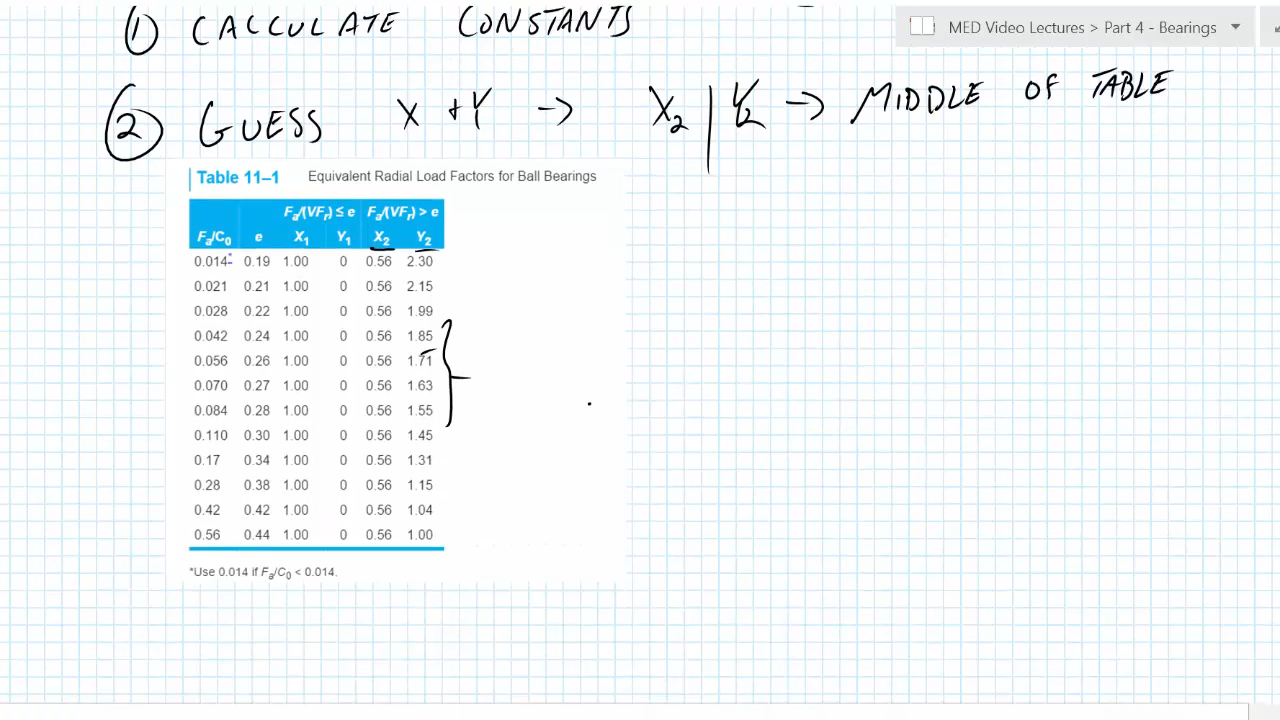 ① CALCULATE CONSTANTS
MED Video Lectures > Part 4 - Bearings
② GUESS X + Y → X₂ | Y₂ → MIDDLE OF TABLE
Table 11–1 Equivalent Radial Load Factors for Ball Bearings
Fa/(VFr) ≤ e Fa/(VFr) > e
Fa/C0 e X1 Y1 X2 Y2
0.014* 0.19 1.00 0 0.56 2.30
0.021 0.21 1.00 0 0.56 2.15
0.028 0.22 1.00 0 0.56 1.99
0.042 0.24 1.00 0 0.56 1.85
0.056 0.26 1.00 0 0.56 1.71
0.070 0.27 1.00 0 0.56 1.63
0.084 0.28 1.00 0 0.56 1.55
0.110 0.30 1.00 0 0.56 1.45
0.17 0.34 1.00 0 0.56 1.31
0.28 0.38 1.00 0 0.56 1.15
0.42 0.42 1.00 0 0.56 1.04
0.56 0.44 1.00 0 0.56 1.00
*Use 0.014 if Fa/C0 < 0.014.